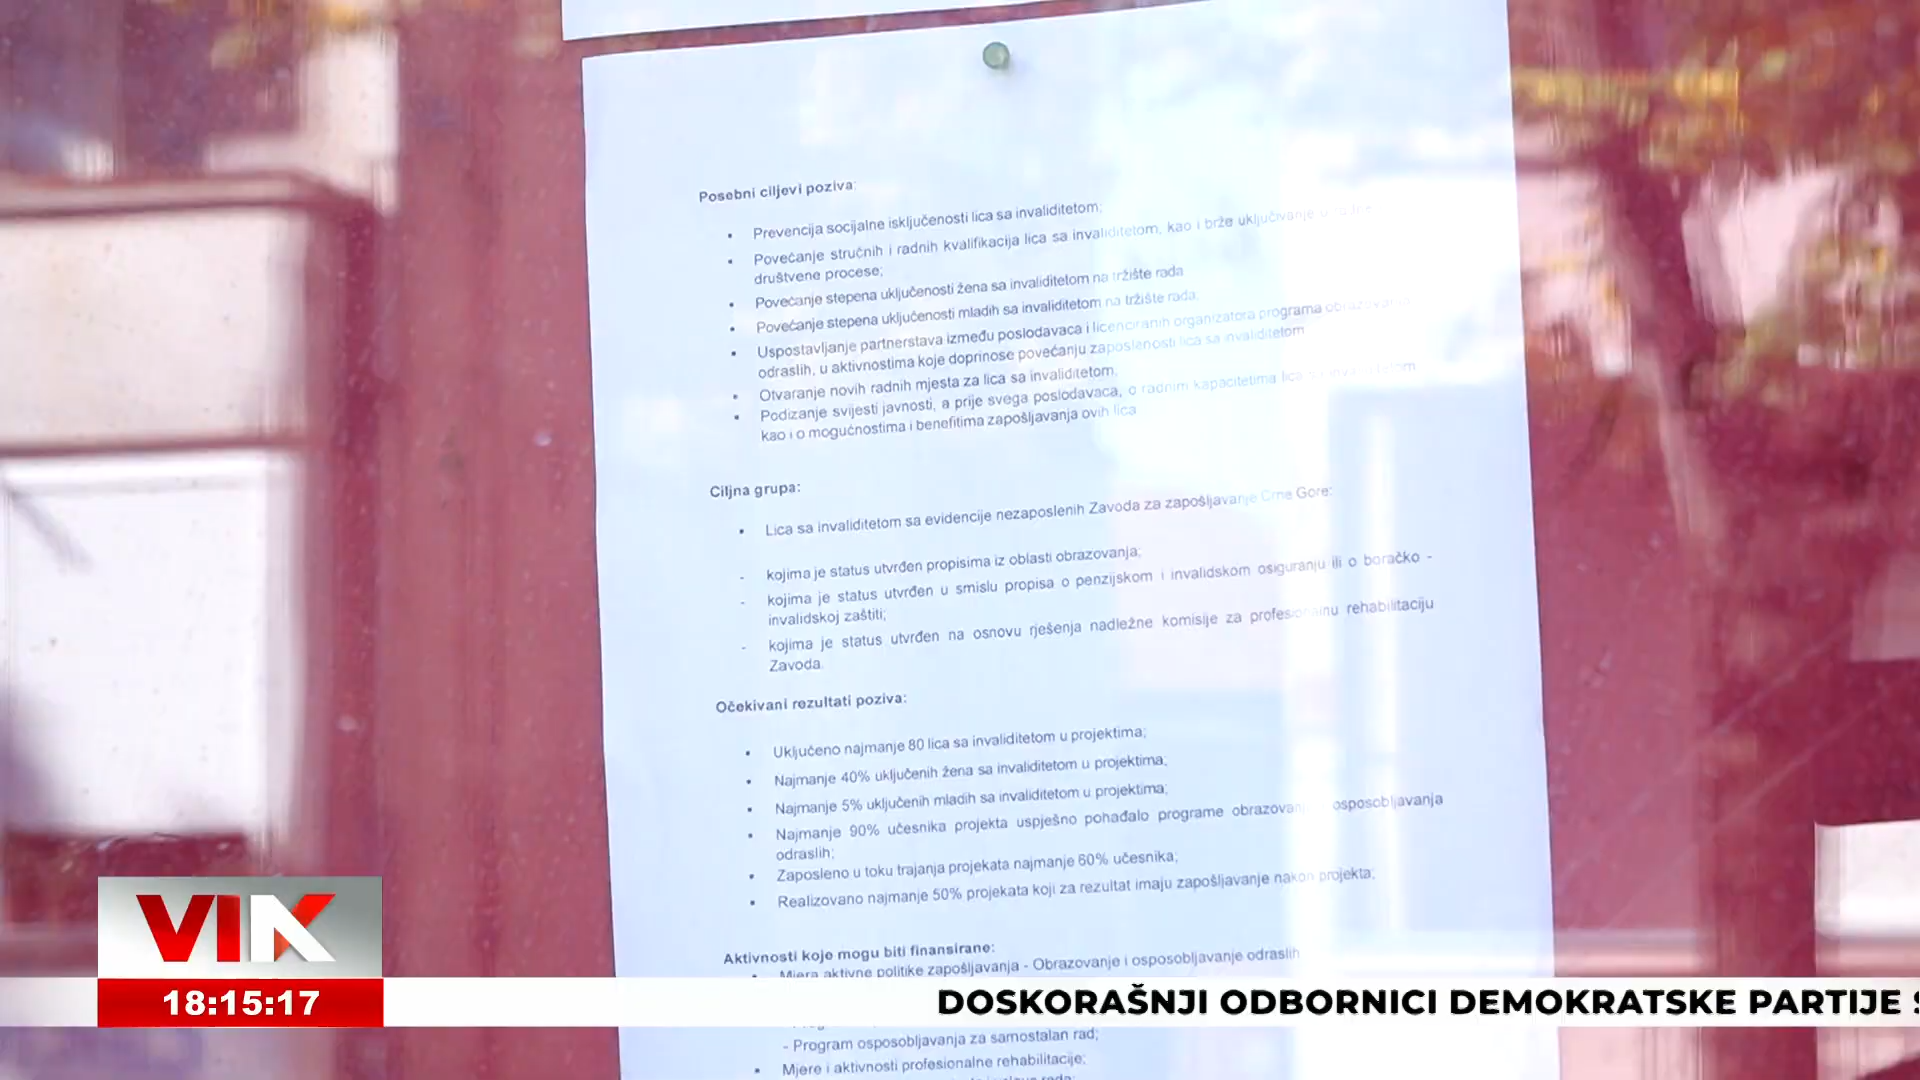 Posebni ciljevi poziva:
• Prevencija socijalne isključenosti lica sa invaliditetom;
• Povećanje stručnih i radnih kvalifikacija lica sa invaliditetom, kao i brže uključivanje u radne
društvene procese;
• Povećanje stepena uključenosti žena sa invaliditetom na tržište rada
• Povećanje stepena uključenosti mladih sa invaliditetom na tržište rada;
• Uspostavljanje partnerstava između poslodavaca i licenciranih organizatora programa obrazovanja
odraslih, u aktivnostima koje doprinose povećanju zaposlenosti lica sa invaliditetom
• Otvaranje novih radnih mjesta za lica sa invaliditetom.
• Podizanje svijesti javnosti, a prije svega poslodavaca, o radnim kapacitetima lica sa invaliditetom
kao i o mogućnostima i benefitima zapošljavanja ovih lica
Ciljna grupa:
• Lica sa invaliditetom sa evidencije nezaposlenih Zavoda za zapošljavanje Crne Gore:
- kojima je status utvrđen propisima iz oblasti obrazovanja;
- kojima je status utvrđen u smislu propisa o penzijskom i invalidskom osiguranju ili o boračko -
invalidskoj zaštiti;
- kojima je status utvrđen na osnovu rješenja nadležne komisije za profesionalnu rehabilitaciju
Zavoda.
Očekivani rezultati poziva:
• Uključeno najmanje 80 lica sa invaliditetom u projektima;
• Najmanje 40% uključenih žena sa invaliditetom u projektima;
• Najmanje 5% uključenih mladih sa invaliditetom u projektima;
• Najmanje 90% učesnika projekta uspješno pohađalo programe obrazovanja osposobljavanja
odraslih;
• Zaposleno u toku trajanja projekata najmanje 60% učesnika;
• Realizovano najmanje 50% projekata koji za rezultat imaju zapošljavanje nakon projekta;
Aktivnosti koje mogu biti finansirane:
• Mjera aktivne politike zapošljavanja - Obrazovanje i osposobljavanje odraslih
- Program osposobljavanja za samostalan rad;
• Mjere i aktivnosti profesionalne rehabilitacije;
VIK
18:15:17
DOSKORAŠNJI ODBORNICI DEMOKRATSKE PARTIJE